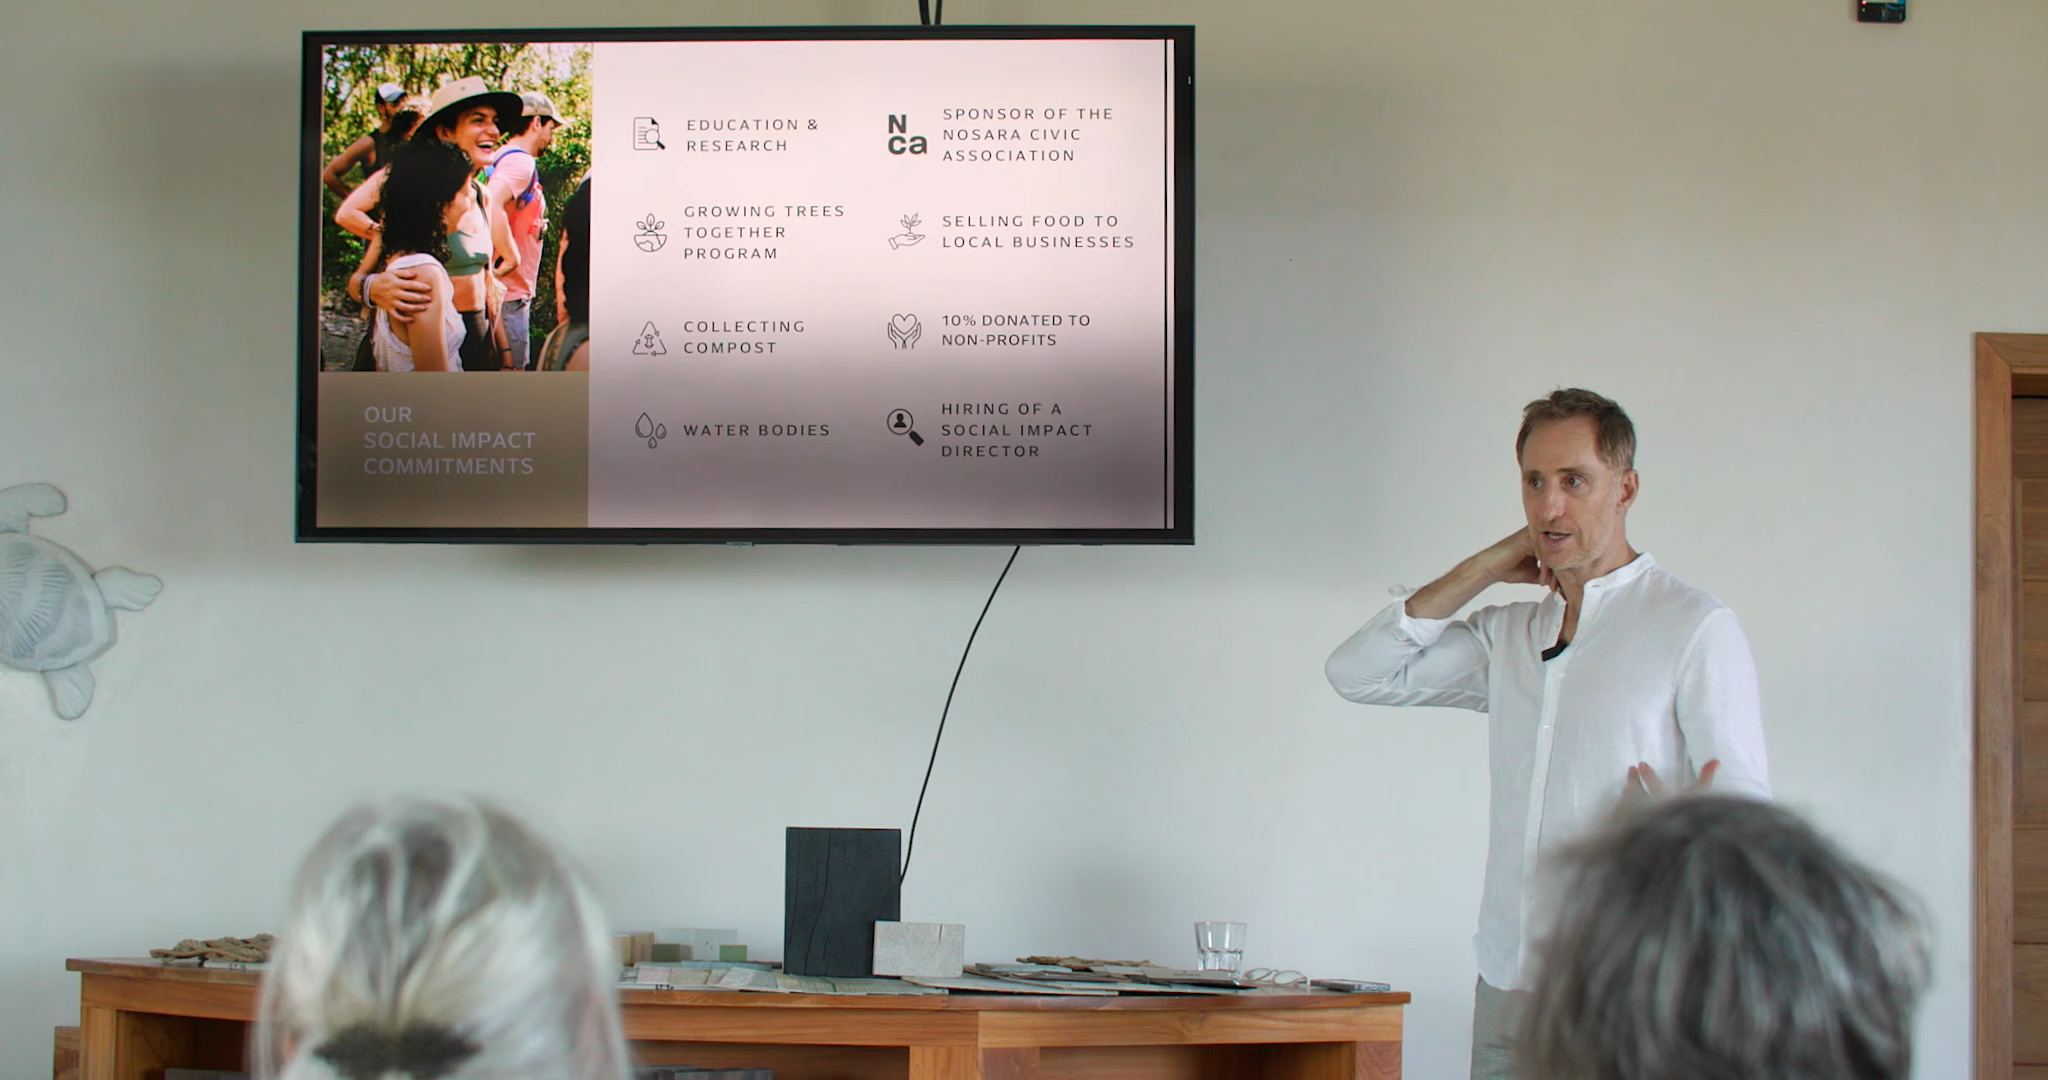 EDUCATION &
RESEARCH
GROWING TREES
TOGETHER
PROGRAM
COLLECTING
COMPOST
WATER BODIES
N
ca
SPONSOR OF THE
NOSARA CIVIC
ASSOCIATION
SELLING FOOD TO
LOCAL BUSINESSES
10% DONATED TO
NON-PROFITS
HIRING OF A
SOCIAL IMPACT
DIRECTOR
OUR
SOCIAL IMPACT
COMMITMENTS